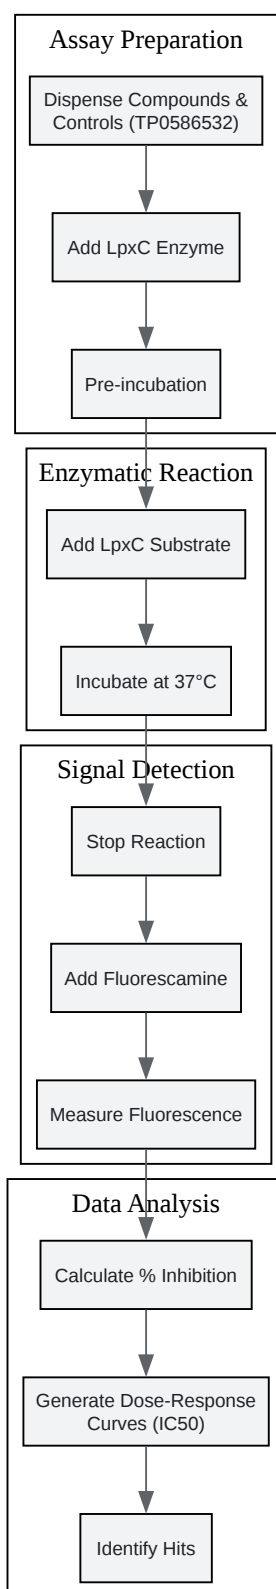 Assay Preparation
Dispense Compounds &
Controls (TP0586532)
Add LpxC Enzyme
Pre-incubation
Enzymatic Reaction
Add LpxC Substrate
Incubate at 37°C
Signal Detection
Stop Reaction
Add Fluorescamine
Measure Fluorescence
Data Analysis
Calculate % Inhibition
Generate Dose-Response
Curves (IC50)
Identify Hits